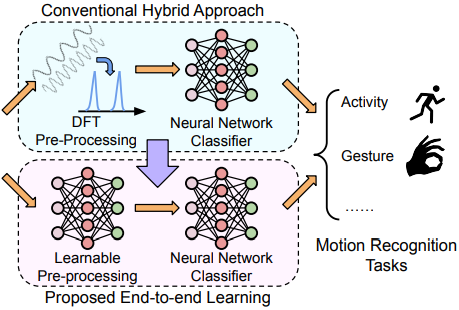 Conventional Hybrid Approach
DFT
Pre-Processing
Neural Network
Classifier
Learnable
Pre-processing
Neural Network
Classifier
Proposed End-to-end Learning
Activity
Gesture
......
Motion Recognition
Tasks